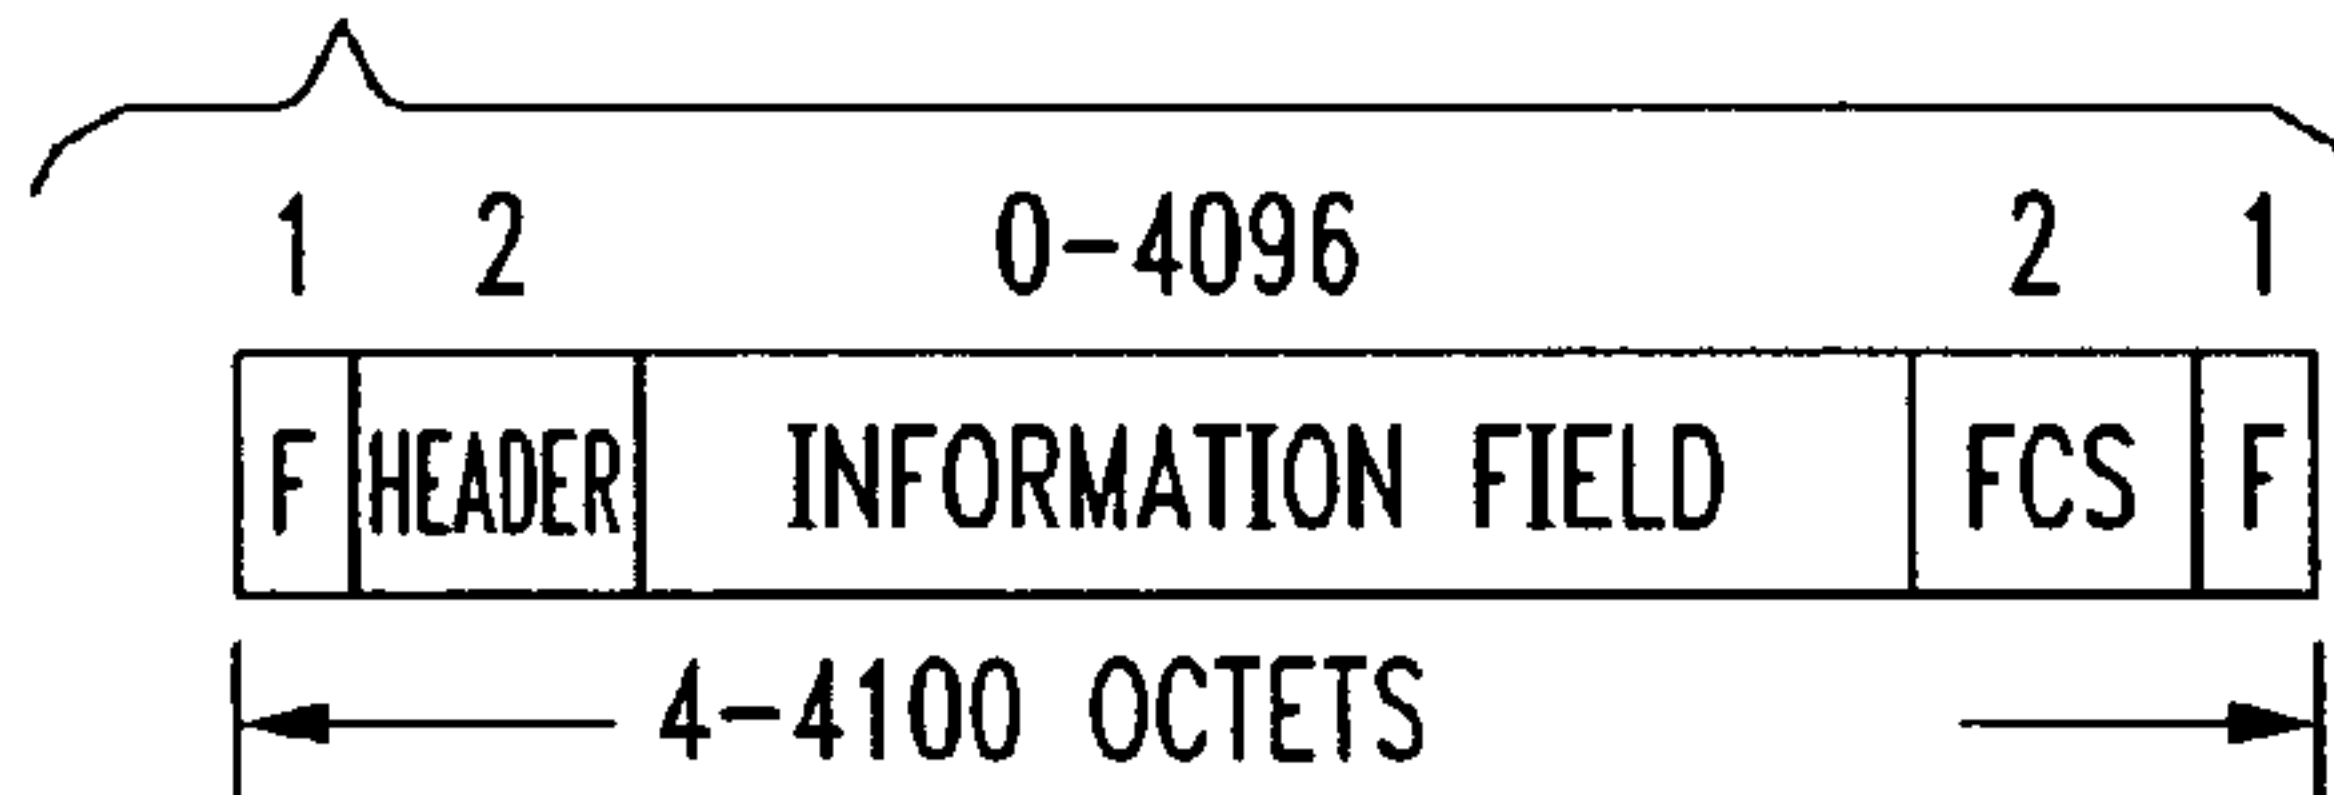 1 2 0-4096 2 1
F HEADER INFORMATION FIELD FCS F
4-4100 OCTETS